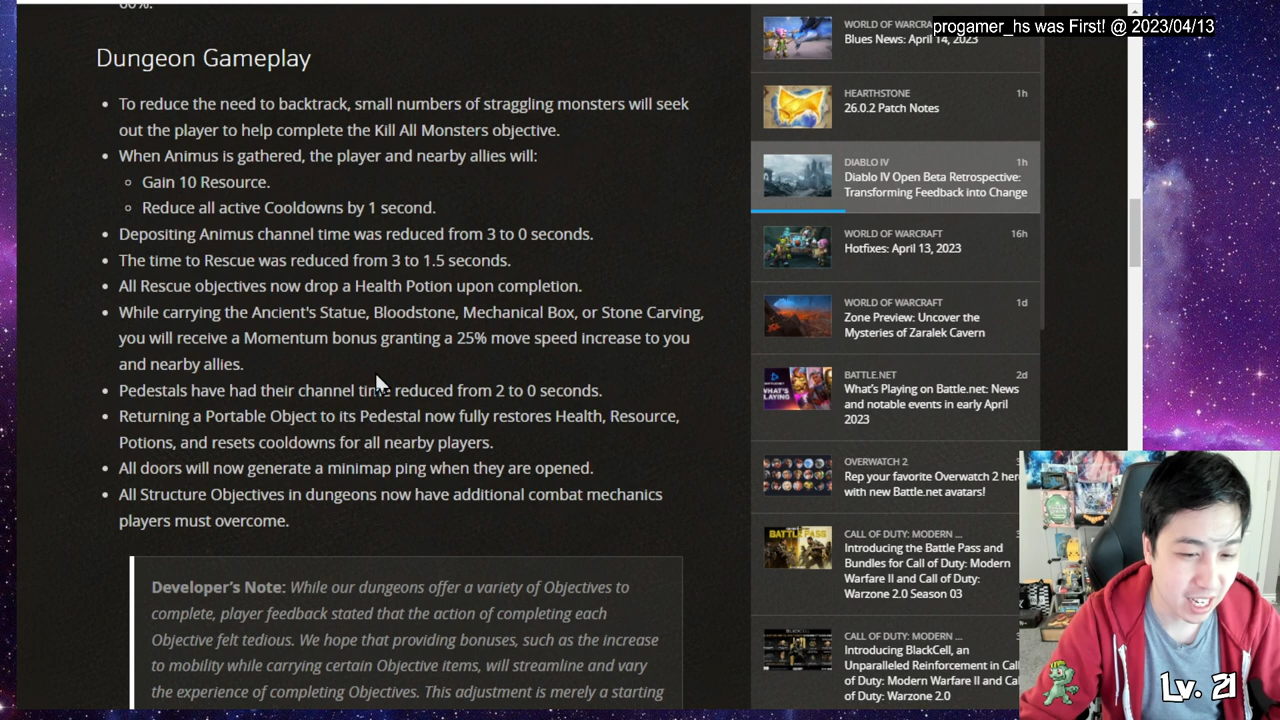 60%.
progamer_hs was First! @ 2023/04/13
Dungeon Gameplay
To reduce the need to backtrack, small numbers of straggling monsters will seek
out the player to help complete the Kill All Monsters objective.
When Animus is gathered, the player and nearby allies will:
Gain 10 Resource.
Reduce all active Cooldowns by 1 second.
Depositing Animus channel time was reduced from 3 to 0 seconds.
The time to Rescue was reduced from 3 to 1.5 seconds.
All Rescue objectives now drop a Health Potion upon completion.
While carrying the Ancient's Statue, Bloodstone, Mechanical Box, or Stone Carving,
you will receive a Momentum bonus granting a 25% move speed increase to you
and nearby allies.
Pedestals have had their channel time reduced from 2 to 0 seconds.
Returning a Portable Object to its Pedestal now fully restores Health, Resource,
Potions, and resets cooldowns for all nearby players.
All doors will now generate a minimap ping when they are opened.
All Structure Objectives in dungeons now have additional combat mechanics
players must overcome.
Developer's Note: While our dungeons offer a variety of Objectives to
complete, player feedback stated that the action of completing each
Objective felt tedious. We hope that providing bonuses, such as the increase
to mobility while carrying certain Objective items, will streamline and vary
the experience of completing Objectives. This adjustment is merely a starting
WORLD OF WARCRA
Blues News: April 14, 2023
HEARTHSTONE 1h
26.0.2 Patch Notes
DIABLO IV 1h
Diablo IV Open Beta Retrospective:
Transforming Feedback into Change
WORLD OF WARCRAFT 16h
Hotfixes: April 13, 2023
WORLD OF WARCRAFT 1d
Zone Preview: Uncover the
Mysteries of Zaralek Cavern
BATTLE.NET 2d
WHAT'S
PLAYING
What's Playing on Battle.net: News
and notable events in early April
2023
OVERWATCH 2
Rep your favorite Overwatch 2 her
with new Battle.net avatars!
CALL OF DUTY: MODERN ...
BATTLE PASS
Introducing the Battle Pass and
Bundles for Call of Duty: Modern
Warfare II and Call of Duty:
Warzone 2.0 Season 03
CALL OF DUTY: MODERN ...
Introducing BlackCell, an
Unparalleled Reinforcement in Call
of Duty: Modern Warfare II and Cal
of Duty: Warzone 2.0
Lv. 21